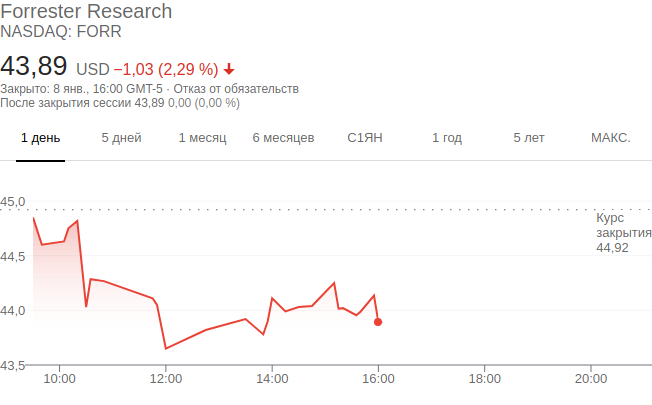 Forrester Research
NASDAQ: FORR
43,89 USD −1,03 (2,29 %)
Закрыто: 8 янв., 16:00 GMT-5 · Отказ от обязательств
После закрытия сессии 43,89 0,00 (0,00 %)
1 день 5 дней 1 месяц 6 месяцев С1ЯН 1 год 5 лет МАКС.
45,0
Курс
закрытия
44,92
44,5
44,0
43,5
10:00 12:00 14:00 16:00 18:00 20:00